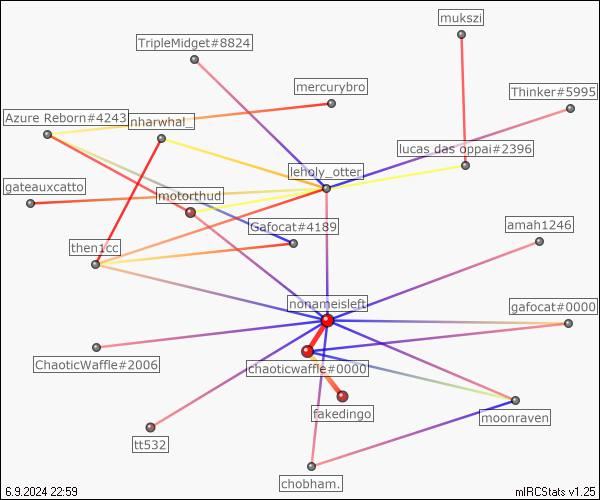 mukszi
TripleMidget#8824
mercurybro
Thinker#5995
Azure Reborn#4243
nharwhal_
lucas das oppai#2396
leholy_otter
gateauxcatto
motorthud
Gafocat#4189
amah1246
then1cc
nonameisleft
gafocat#0000
ChaoticWaffle#2006
chaoticwaffle#0000
fakedingo
moonraven
tt532
chobham.
6.9.2024 22:59
mIRCStats v1.25